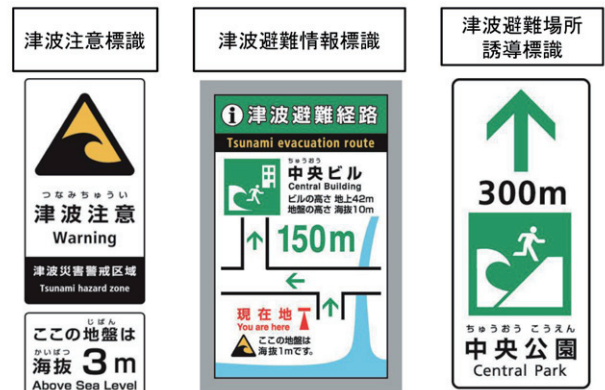 津波注意標識
つなみちゅうい
津波注意
Warning
津波災害警戒区域
Tsunami hazard zone
じばん
ここの地盤は
かいばつ
海抜 3 m
Above Sea Level
津波避難情報標識
i 津波避難経路
Tsunami evacuation route
ちゅうおう
中央ビル
Central Building
ビルの高さ 地上42m
地盤の高さ 海抜10m
150m
現在地
You are here
ここの地盤は
海抜1mです。
津波避難場所
誘導標識
300m
ちゅうおう こうえん
中央公園
Central Park